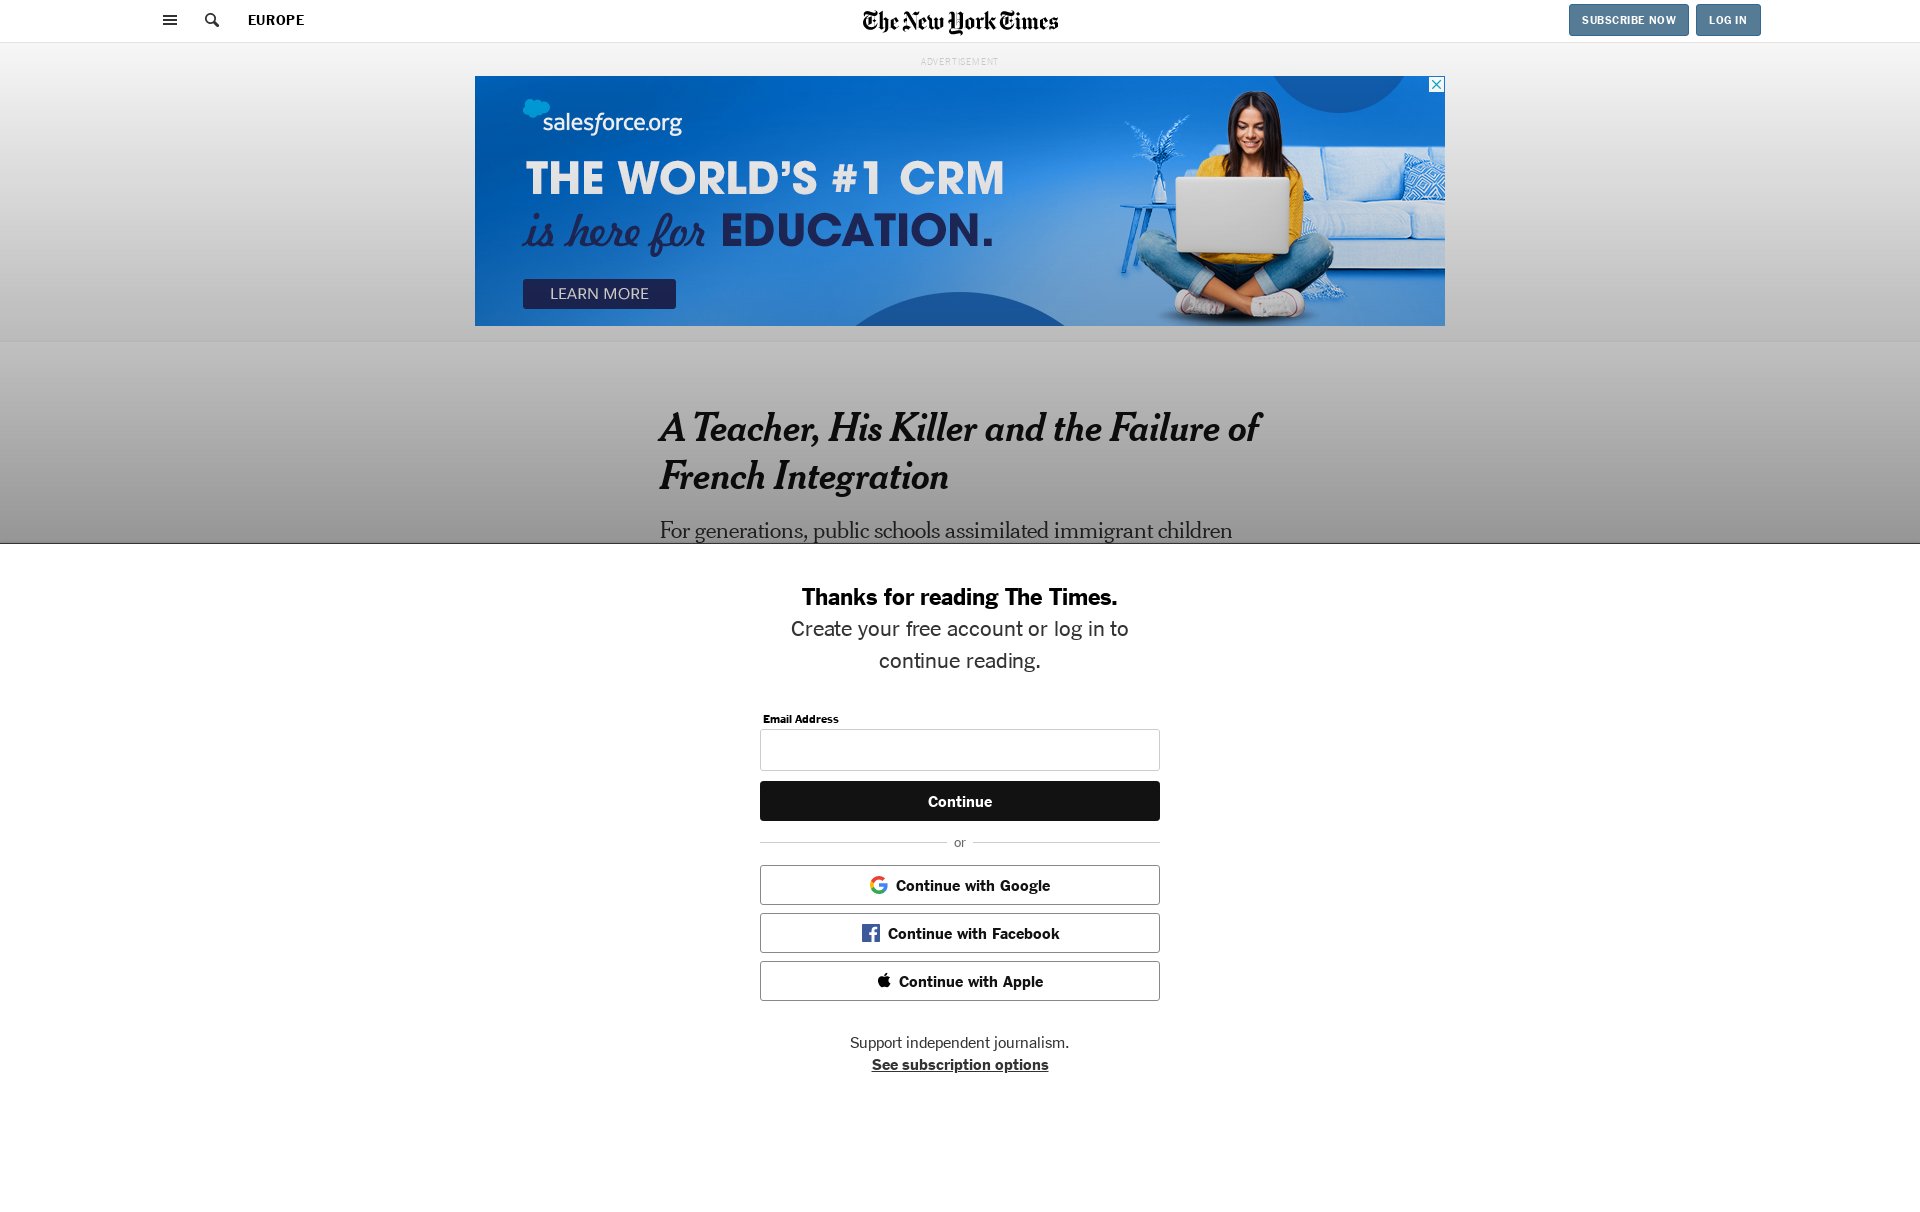 EUROPE
The New York Times
SUBSCRIBE NOW
LOG IN
ADVERTISEMENT
salesforce.org
THE WORLD'S #1 CRM
is here for EDUCATION.
LEARN MORE
A Teacher, His Killer and the Failure of
French Integration
For generations, public schools assimilated immigrant children
Thanks for reading The Times.
Create your free account or log in to
continue reading.
Email Address
Continue
or
Continue with Google
Continue with Facebook
Continue with Apple
Support independent journalism.
See subscription options